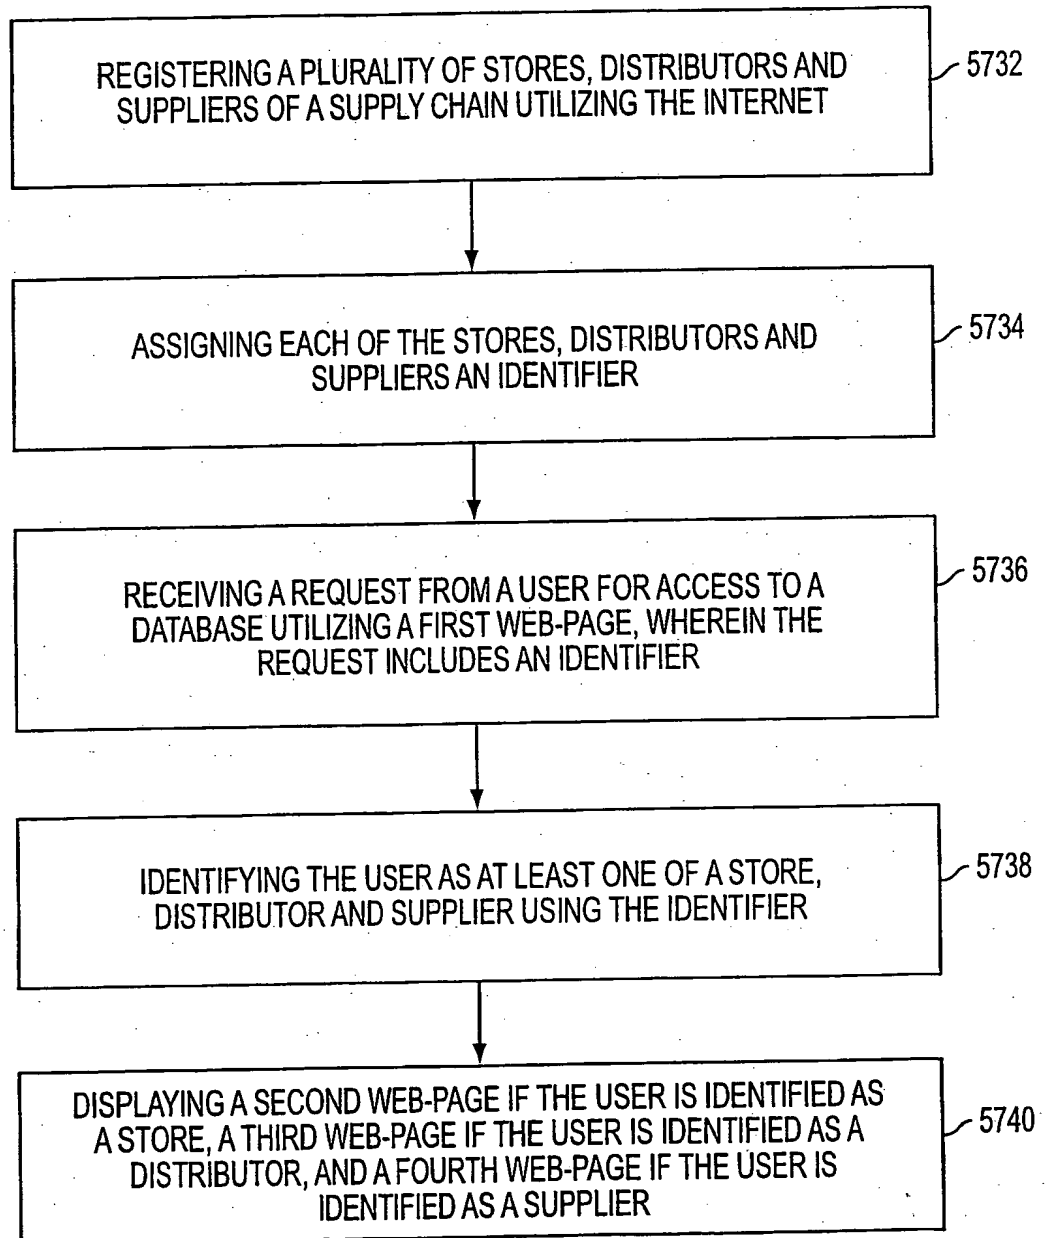 REGISTERING A PLURALITY OF STORES, DISTRIBUTORS AND
SUPPLIERS OF A SUPPLY CHAIN UTILIZING THE INTERNET
5732
ASSIGNING EACH OF THE STORES, DISTRIBUTORS AND
SUPPLIERS AN IDENTIFIER
5734
RECEIVING A REQUEST FROM A USER FOR ACCESS TO A
DATABASE UTILIZING A FIRST WEB-PAGE, WHEREIN THE
REQUEST INCLUDES AN IDENTIFIER
5736
IDENTIFYING THE USER AS AT LEAST ONE OF A STORE,
DISTRIBUTOR AND SUPPLIER USING THE IDENTIFIER
5738
DISPLAYING A SECOND WEB-PAGE IF THE USER IS IDENTIFIED AS
A STORE, A THIRD WEB-PAGE IF THE USER IS IDENTIFIED AS A
DISTRIBUTOR, AND A FOURTH WEB-PAGE IF THE USER IS
IDENTIFIED AS A SUPPLIER
5740